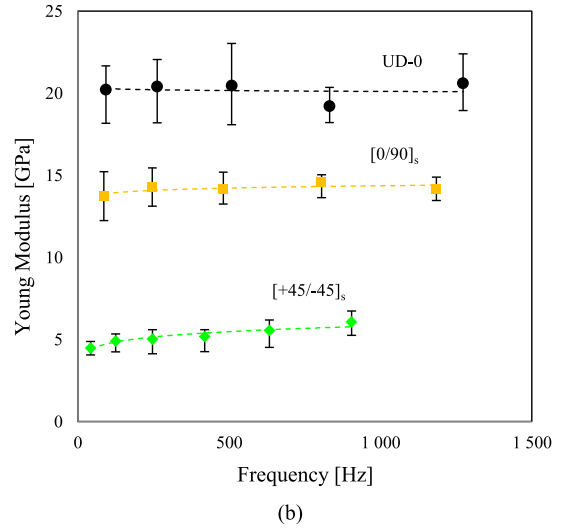 25
20
15
10
5
0
Young Modulus [GPa]
UD-0
[0/90]s
[+45/-45]s
0
500
1 000
1 500
Frequency [Hz]
(b)